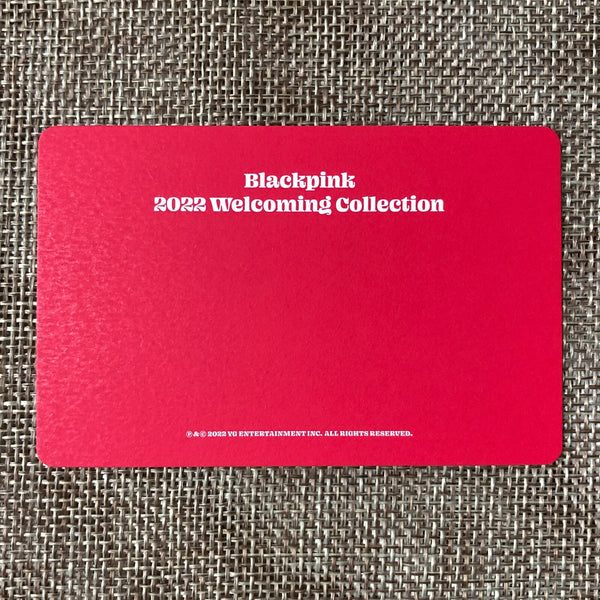 Blackpink
2022 Welcoming Collection
℗&© 2022 YG ENTERTAINMENT INC. ALL RIGHTS RESERVED.